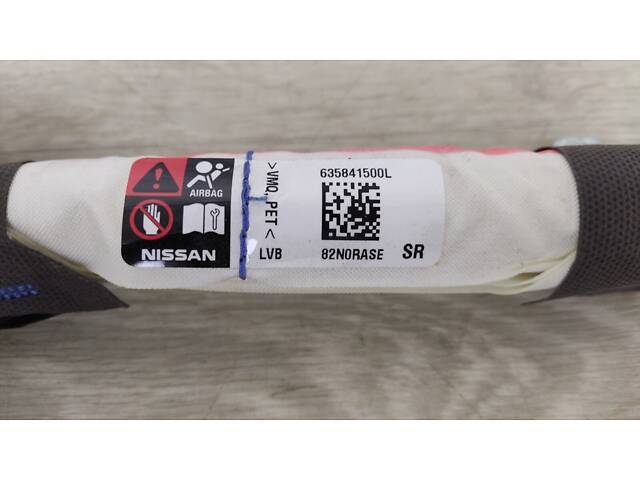 AIRBAG
NISSAN
>VMQ, PET<
LVB
635841500L
82N0RASE SR